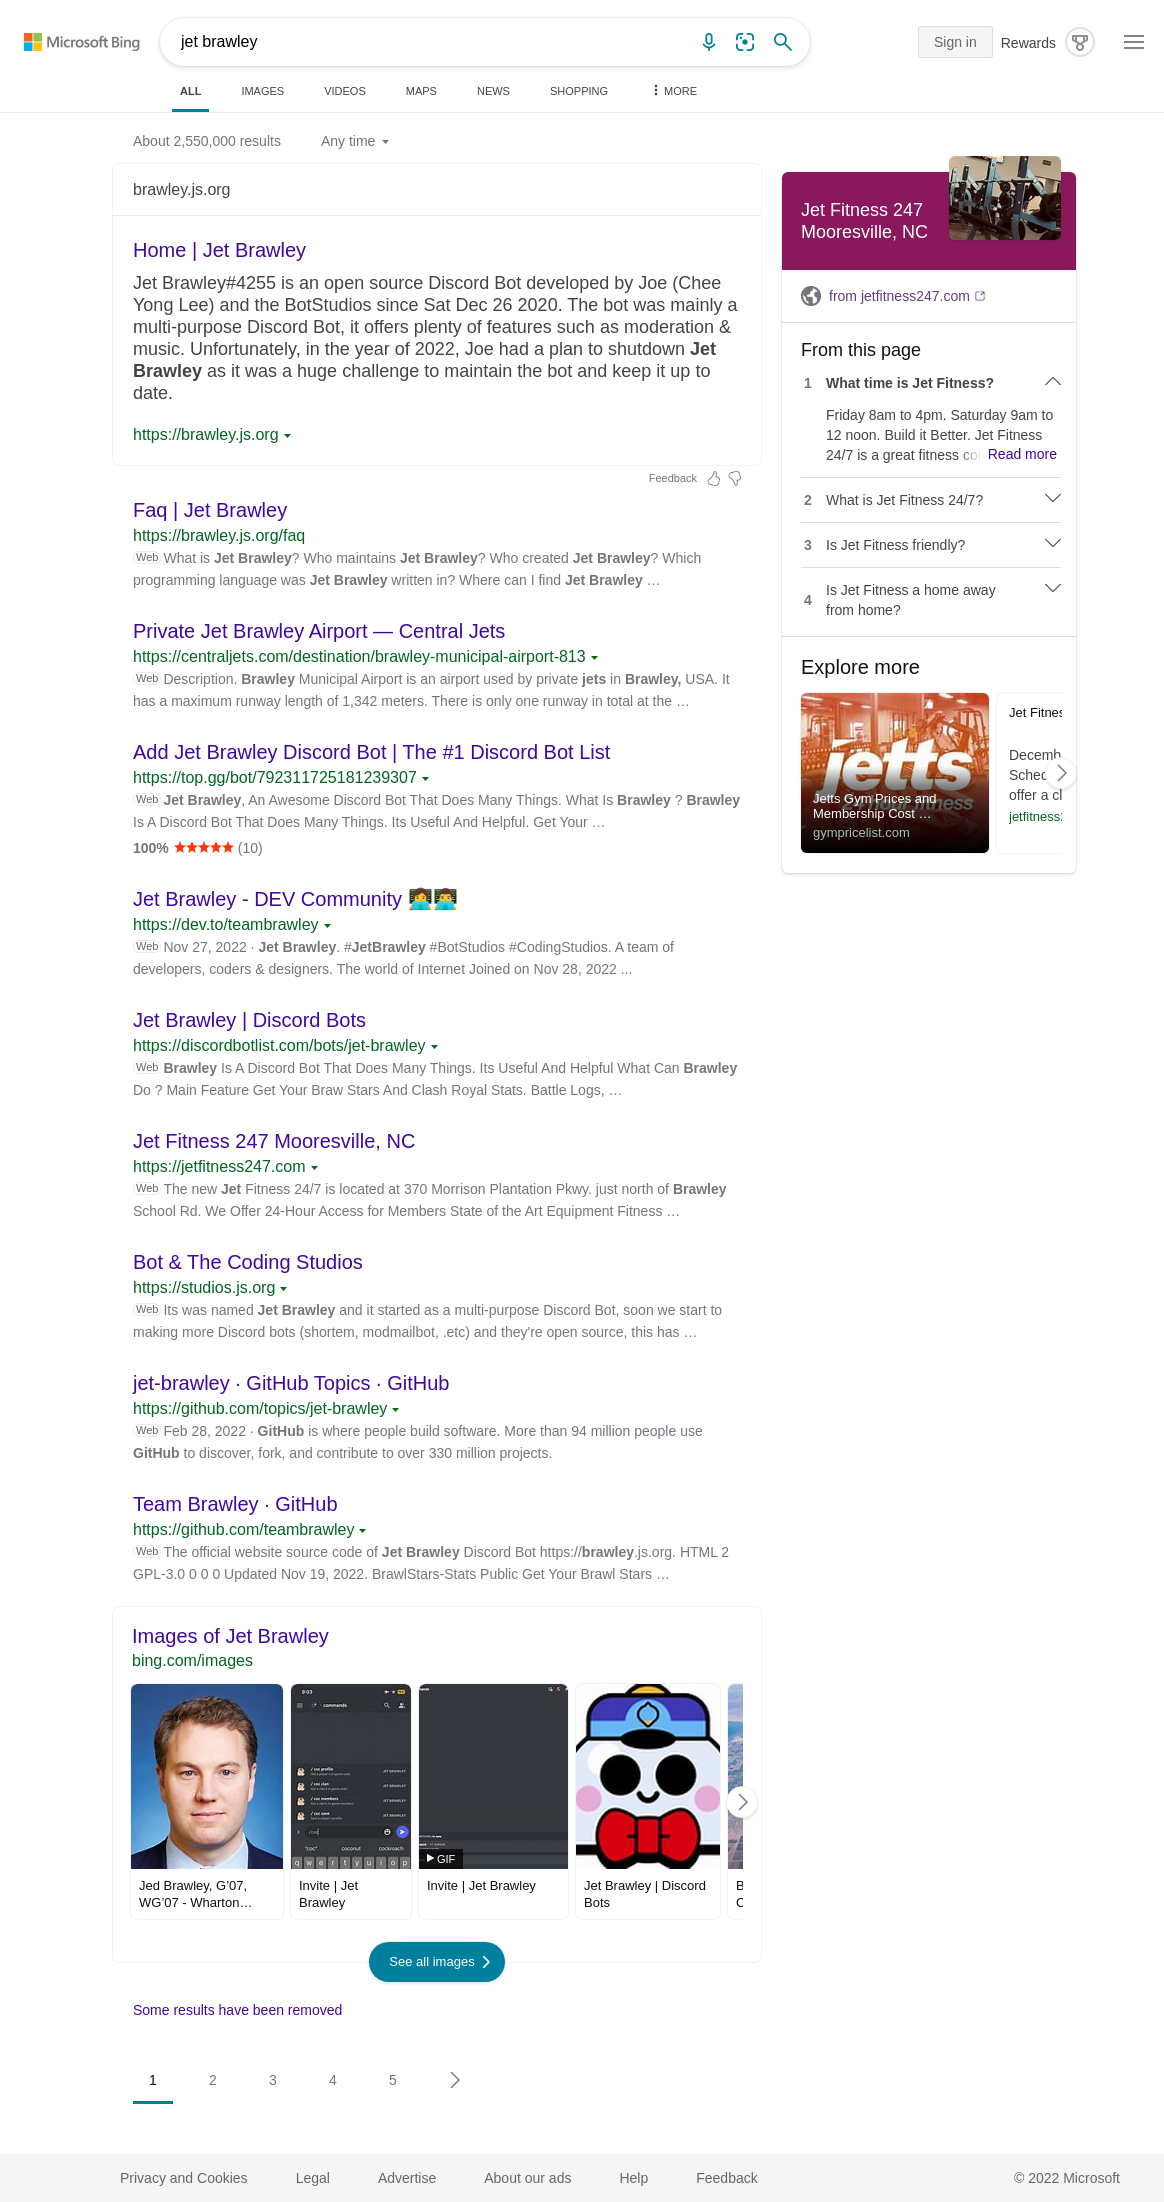 Microsoft Bing
jet brawley
Sign in
Rewards
ALL
IMAGES
VIDEOS
MAPS
NEWS
SHOPPING
MORE
About 2,550,000 results
Any time
brawley.js.org
Home | Jet Brawley
Jet Brawley#4255 is an open source Discord Bot developed by Joe (Chee
Yong Lee) and the BotStudios since Sat Dec 26 2020. The bot was mainly a
multi-purpose Discord Bot, it offers plenty of features such as moderation &
music. Unfortunately, in the year of 2022, Joe had a plan to shutdown Jet
Brawley as it was a huge challenge to maintain the bot and keep it up to
date.
https://brawley.js.org
Feedback
Faq | Jet Brawley
https://brawley.js.org/faq
Web What is Jet Brawley? Who maintains Jet Brawley? Who created Jet Brawley? Which
programming language was Jet Brawley written in? Where can I find Jet Brawley …
Private Jet Brawley Airport — Central Jets
https://centraljets.com/destination/brawley-municipal-airport-813
Web Description. Brawley Municipal Airport is an airport used by private jets in Brawley, USA. It
has a maximum runway length of 1,342 meters. There is only one runway in total at the …
Add Jet Brawley Discord Bot | The #1 Discord Bot List
https://top.gg/bot/792311725181239307
Web Jet Brawley, An Awesome Discord Bot That Does Many Things. What Is Brawley ? Brawley
Is A Discord Bot That Does Many Things. Its Useful And Helpful. Get Your …
100% ★★★★★ (10)
Jet Brawley - DEV Community 👩‍💻👨‍💻
https://dev.to/teambrawley
Web Nov 27, 2022 · Jet Brawley. #JetBrawley #BotStudios #CodingStudios. A team of
developers, coders & designers. The world of Internet Joined on Nov 28, 2022 ...
Jet Brawley | Discord Bots
https://discordbotlist.com/bots/jet-brawley
Web Brawley Is A Discord Bot That Does Many Things. Its Useful And Helpful What Can Brawley
Do ? Main Feature Get Your Braw Stars And Clash Royal Stats. Battle Logs, …
Jet Fitness 247 Mooresville, NC
https://jetfitness247.com
Web The new Jet Fitness 24/7 is located at 370 Morrison Plantation Pkwy. just north of Brawley
School Rd. We Offer 24-Hour Access for Members State of the Art Equipment Fitness …
Bot & The Coding Studios
https://studios.js.org
Web Its was named Jet Brawley and it started as a multi-purpose Discord Bot, soon we start to
making more Discord bots (shortem, modmailbot, .etc) and they're open source, this has …
jet-brawley · GitHub Topics · GitHub
https://github.com/topics/jet-brawley
Web Feb 28, 2022 · GitHub is where people build software. More than 94 million people use
GitHub to discover, fork, and contribute to over 330 million projects.
Team Brawley · GitHub
https://github.com/teambrawley
Web The official website source code of Jet Brawley Discord Bot https://brawley.js.org. HTML 2
GPL-3.0 0 0 0 Updated Nov 19, 2022. BrawlStars-Stats Public Get Your Brawl Stars …
Images of Jet Brawley
bing.com/images
9:03
commands
/ coc profile
/ coc clan
/ coc members
/ coc save
JET BRAWLEY
JET BRAWLEY
JET BRAWLEY
JET BRAWLEY
/coc
"coc" coconut cockroach
q w e r t y u i o p
GIF
Jed Brawley, G'07,
WG'07 - Wharton…
Invite | Jet
Brawley
Invite | Jet Brawley
Jet Brawley | Discord
Bots
See all images
Some results have been removed
1 2 3 4 5
Jet Fitness 247
Mooresville, NC
from jetfitness247.com
From this page
1 What time is Jet Fitness?
Friday 8am to 4pm. Saturday 9am to
12 noon. Build it Better. Jet Fitness
24/7 is a great fitness co Read more
2 What is Jet Fitness 24/7?
3 Is Jet Fitness friendly?
4 Is Jet Fitness a home away
from home?
Explore more
jetts
24 hour fitness
Jetts Gym Prices and
Membership Cost …
gympricelist.com
Jet Fitnes
Decemb
Sched
offer a cl
jetfitness2
Privacy and Cookies
Legal
Advertise
About our ads
Help
Feedback
© 2022 Microsoft